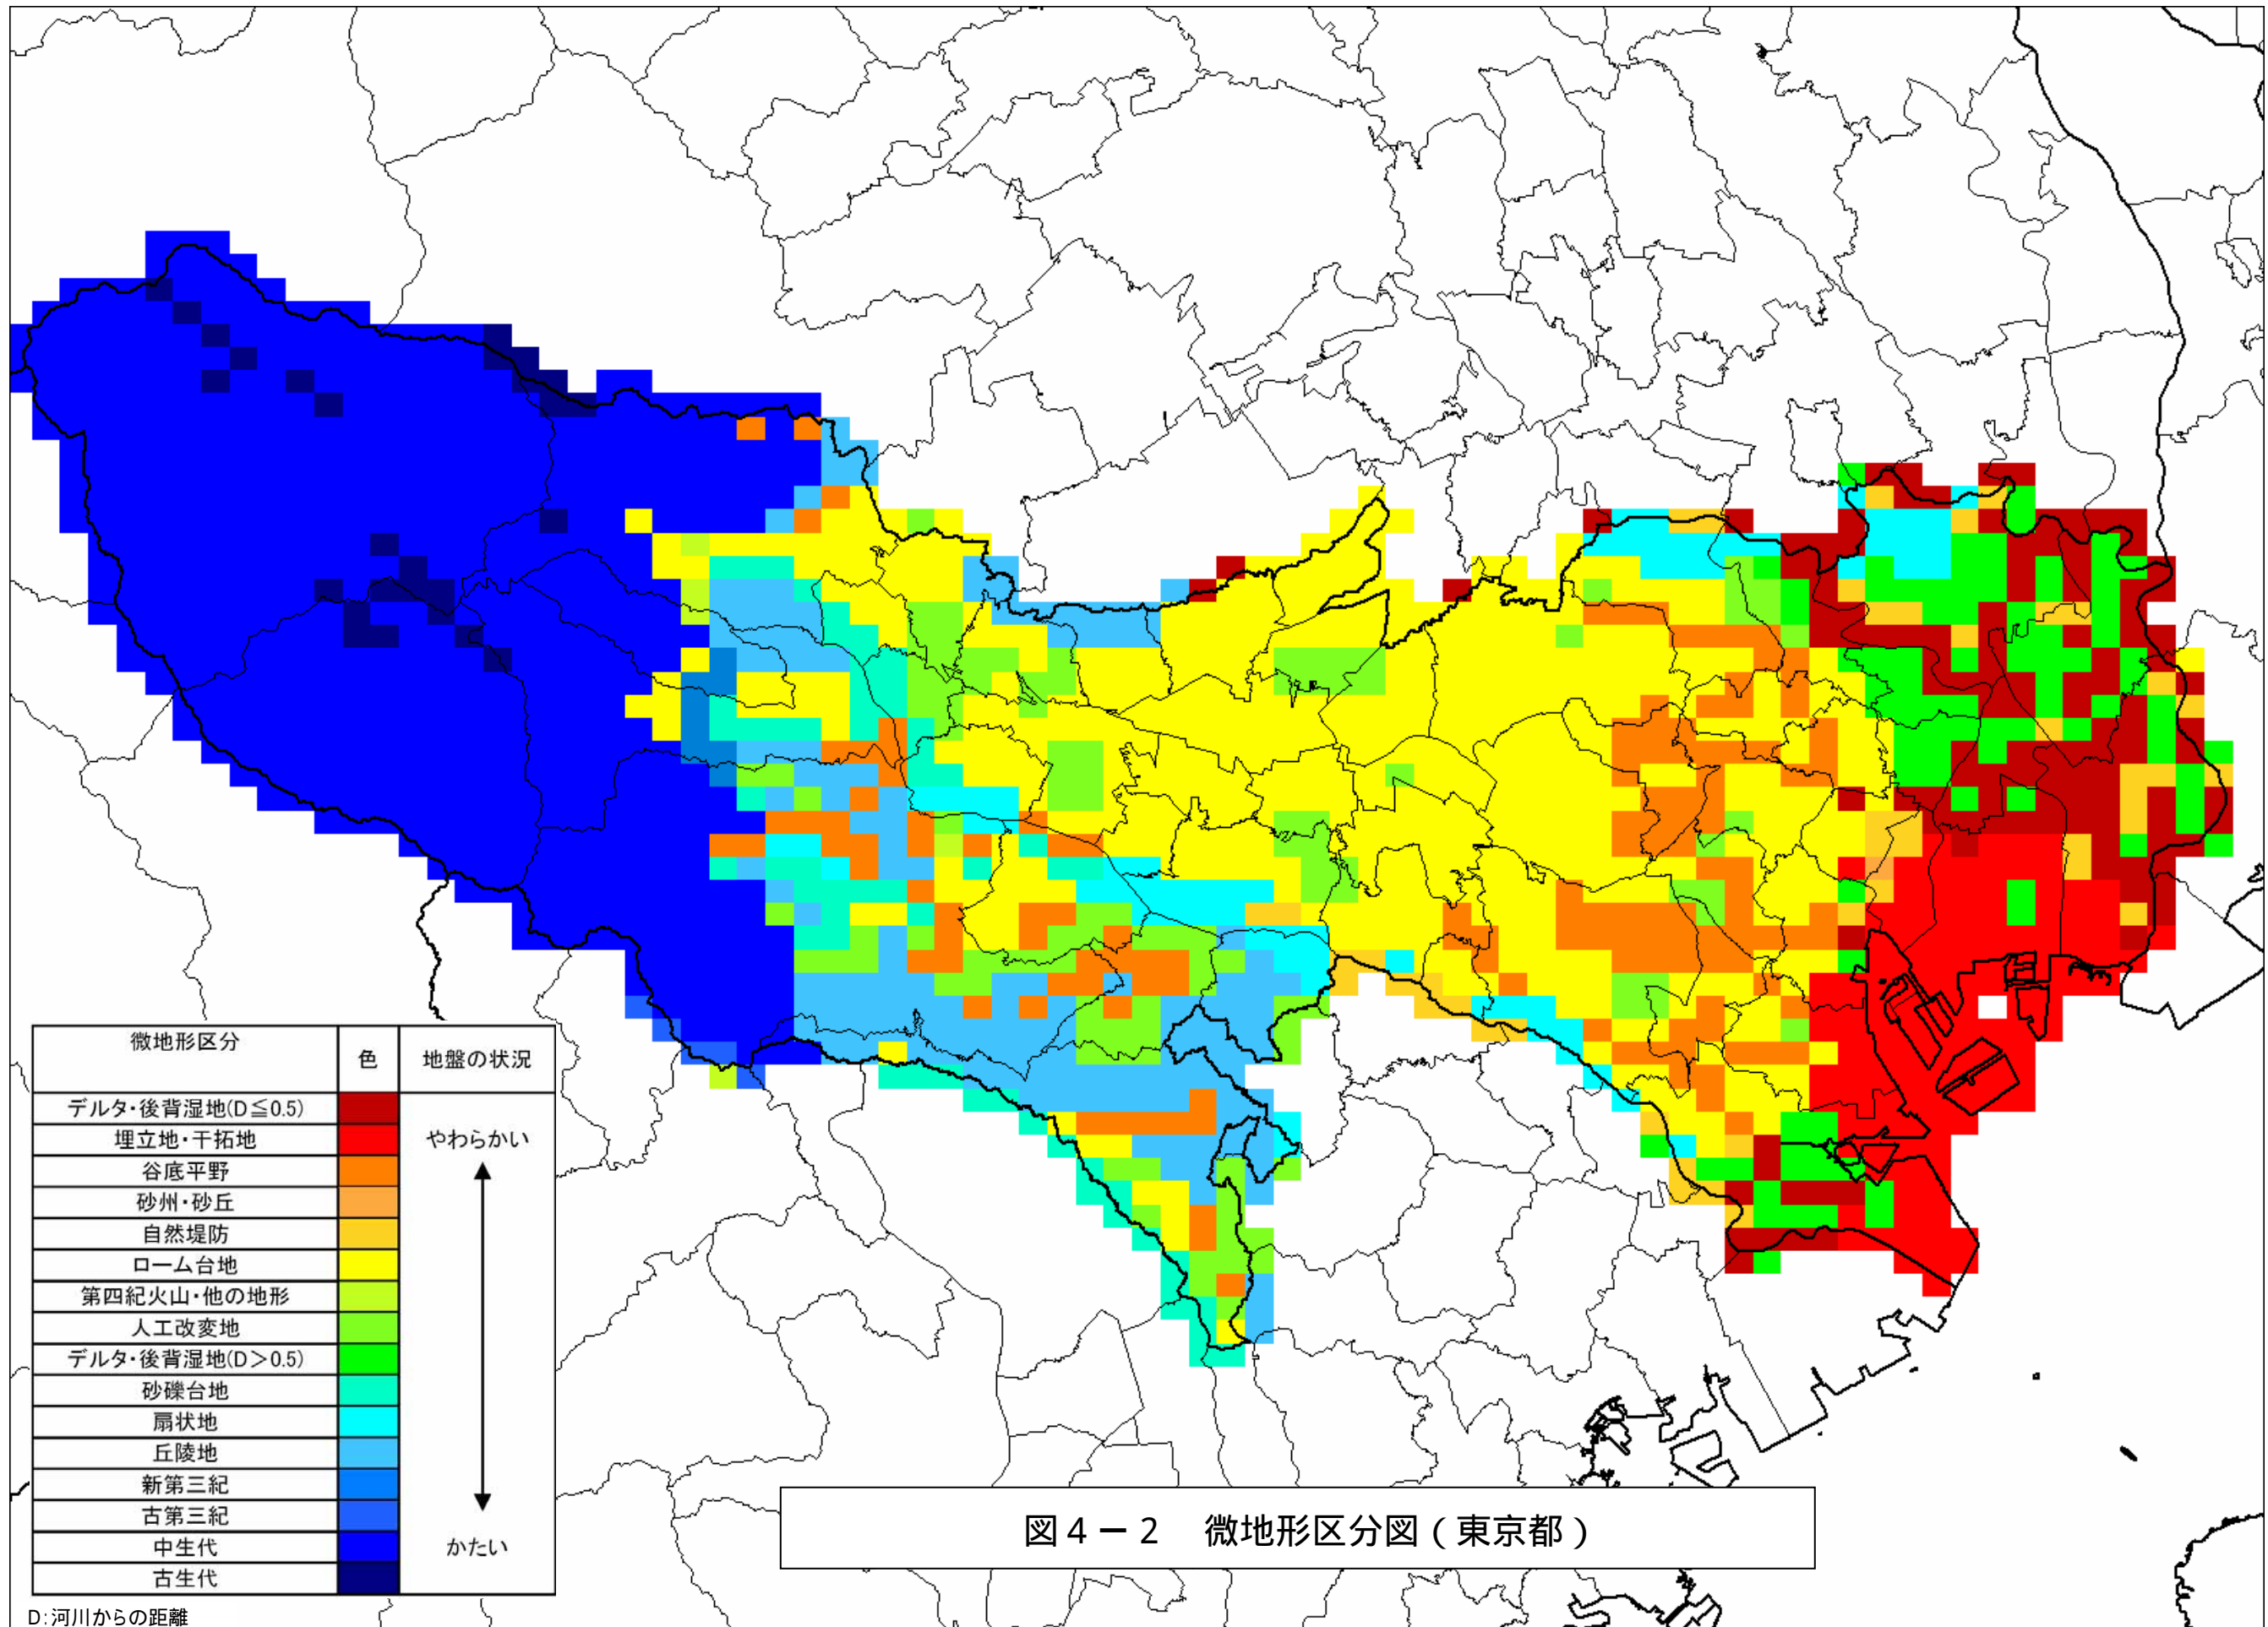 微地形区分 色 地盤の状況
デルタ・後背湿地(D≦0.5)
埋立地・干拓地 やわらかい
谷底平野
砂州・砂丘
自然堤防
ローム台地
第四紀火山・他の地形
人工改変地
デルタ・後背湿地(D＞0.5)
砂礫台地
扇状地
丘陵地
新第三紀
古第三紀
中生代 かたい
古生代
D:河川からの距離
図４－２　微地形区分図（東京都）